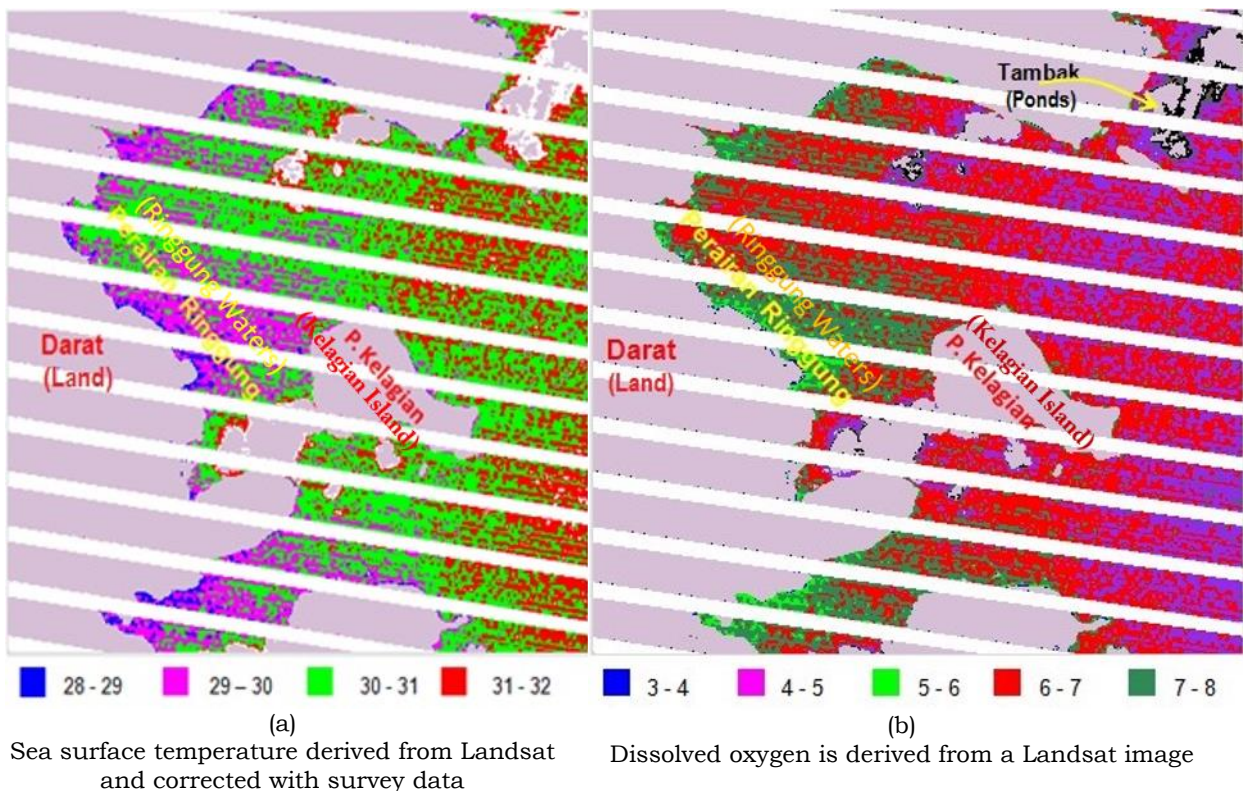 (Ringgung Waters)
Perairan Ringgung
Darat
(Land)
(Kelagian Island)
P. Kelagian
28 - 29
29 – 30
30 - 31
31 - 32
(a)
Sea surface temperature derived from Landsat
and corrected with survey data
Tambak
(Ponds)
(Ringgung Waters)
Perairan Ringgung
Darat
(Land)
(Kelagian Island)
P. Kelagian
3 - 4
4 - 5
5 - 6
6 - 7
7 - 8
(b)
Dissolved oxygen is derived from a Landsat image